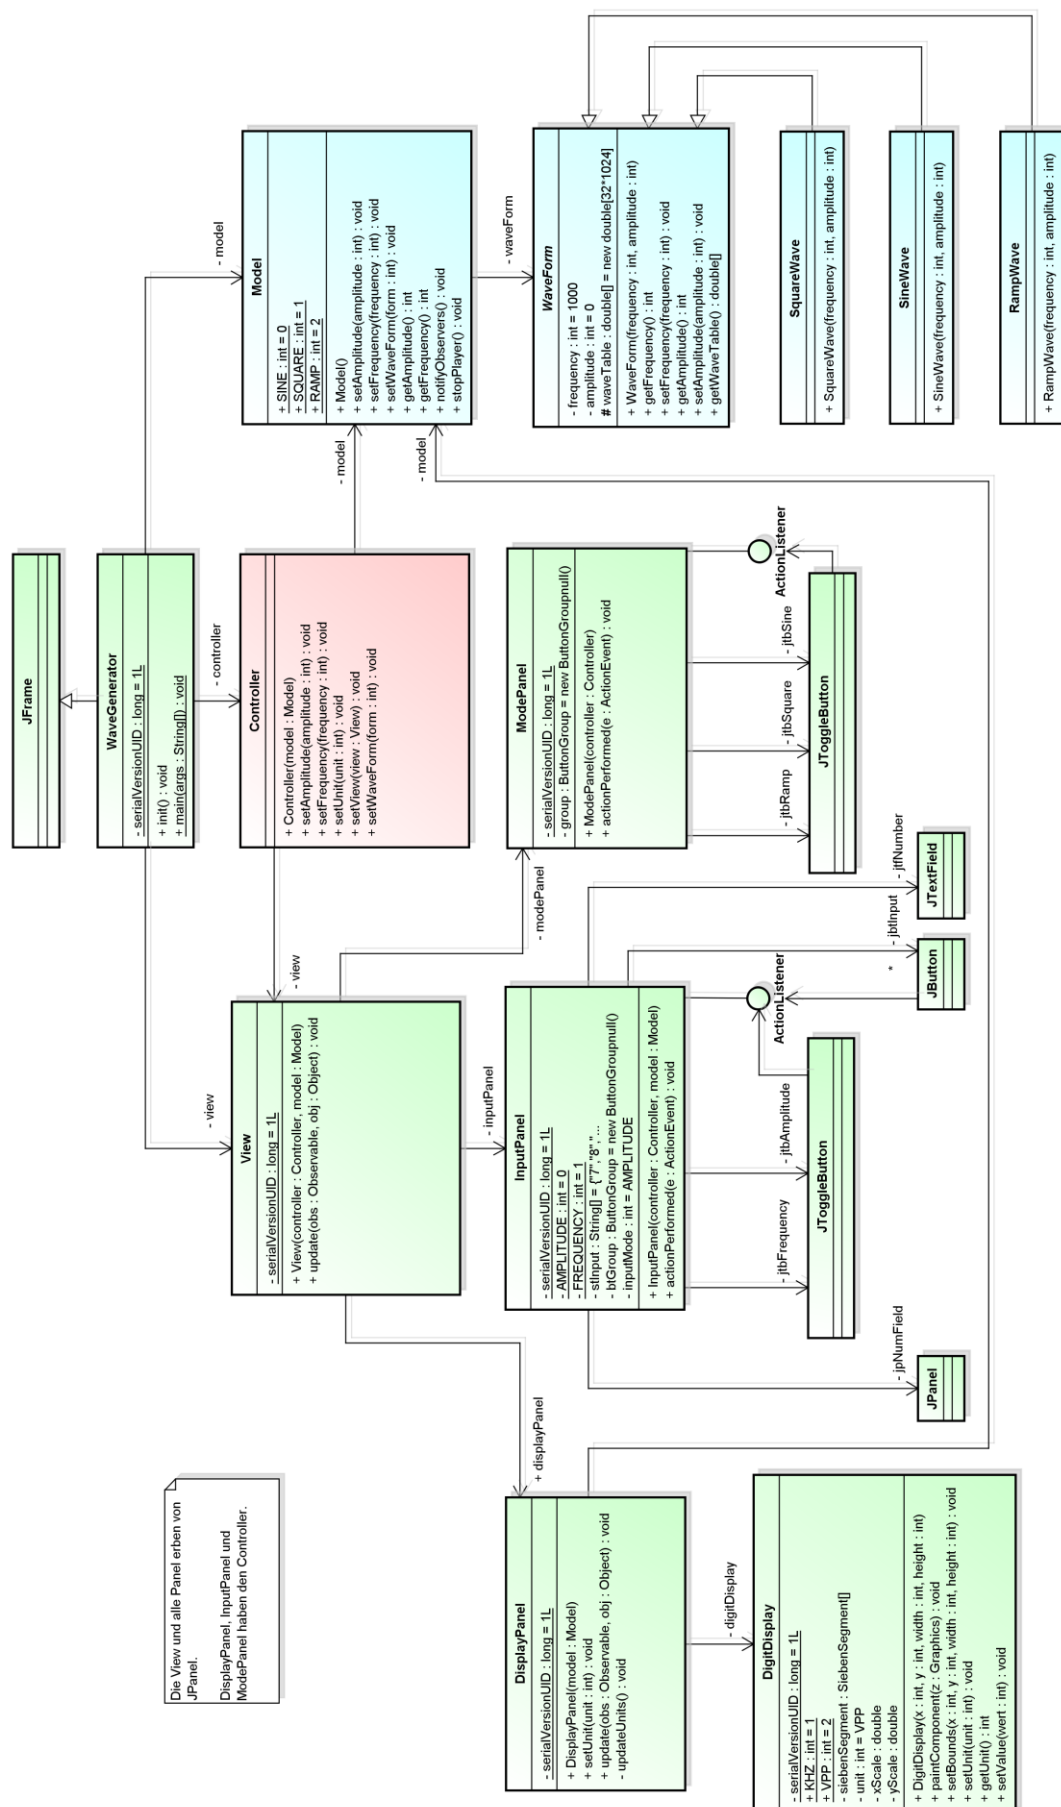 JFrame
WaveGenerator
- serialVersionUID : long = 1L
+ init() : void
+ main(args : String[]) : void
- view
- controller
- model
Controller
+ Controller(model : Model)
+ setAmplitude(amplitude : int) : void
+ setFrequency(frequency : int) : void
+ setUnit(unit : int) : void
+ setView(view : View) : void
+ setWaveForm(form : int) : void
- view
- model
- model
Model
+ SINE : int = 0
+ SQUARE : int = 1
+ RAMP : int = 2
+ Model()
+ setAmplitude(amplitude : int) : void
+ setFrequency(frequency : int) : void
+ setWaveForm(form : int) : void
+ getAmplitude() : int
+ getFrequency() : int
+ notifyObservers() : void
+ stopPlayer() : void
- waveForm
Die View und alle Panel erben von
JPanel.
DisplayPanel, InputPanel und
ModePanel haben den Controller.
View
- serialVersionUID : long = 1L
+ View(controller : Controller, model : Model)
+ update(obs : Observable, obj : Object) : void
+ displayPanel
- inputPanel
- modePanel
DisplayPanel
- serialVersionUID : long = 1L
+ DisplayPanel(model : Model)
+ setUnit(unit : int) : void
+ update(obs : Observable, obj : Object) : void
- updateUnits() : void
- digitDisplay
InputPanel
- serialVersionUID : long = 1L
- AMPLITUDE : int = 0
- FREQUENCY : int = 1
- stInput : String[] = {"7","8", ...
- btGroup : ButtonGroup = new ButtonGroupnull()
- inputMode : int = AMPLITUDE
+ InputPanel(controller : Controller, model : Model)
+ actionPerformed(e : ActionEvent) : void
ModePanel
- serialVersionUID : long = 1L
- group : ButtonGroup = new ButtonGroupnull()
+ ModePanel(controller : Controller)
+ actionPerformed(e : ActionEvent) : void
WaveForm
- frequency : int = 1000
- amplitude : int = 0
# waveTable : double[] = new double[32*1024]
+ WaveForm(frequency : int, amplitude : int)
+ getFrequency() : int
+ setFrequency(frequency : int) : void
+ getAmplitude() : int
+ setAmplitude(amplitude : int) : void
+ getWaveTable() : double[]
- jpNumField
- jtbFrequency
- jtbAmplitude
ActionListener
*
- jbtInput
- jtfNumber
- jtbRamp
- jtbSquare
- jtbSine
ActionListener
JToggleButton
JToggleButton
JPanel
JButton
JTextField
DigitDisplay
- serialVersionUID : long = 1L
+ KHZ : int = 1
+ VPP : int = 2
- siebenSegment : SiebenSegment[]
- unit : int = VPP
- xScale : double
- yScale : double
+ DigitDisplay(x : int, y : int, width : int, height : int)
+ paintComponent(z : Graphics) : void
+ setBounds(x : int, y : int, width : int, height : int) : void
+ setUnit(unit : int) : void
+ getUnit() : int
+ setValue(wert : int) : void
SquareWave
+ SquareWave(frequency : int, amplitude : int)
SineWave
+ SineWave(frequency : int, amplitude : int)
RampWave
+ RampWave(frequency : int, amplitude : int)